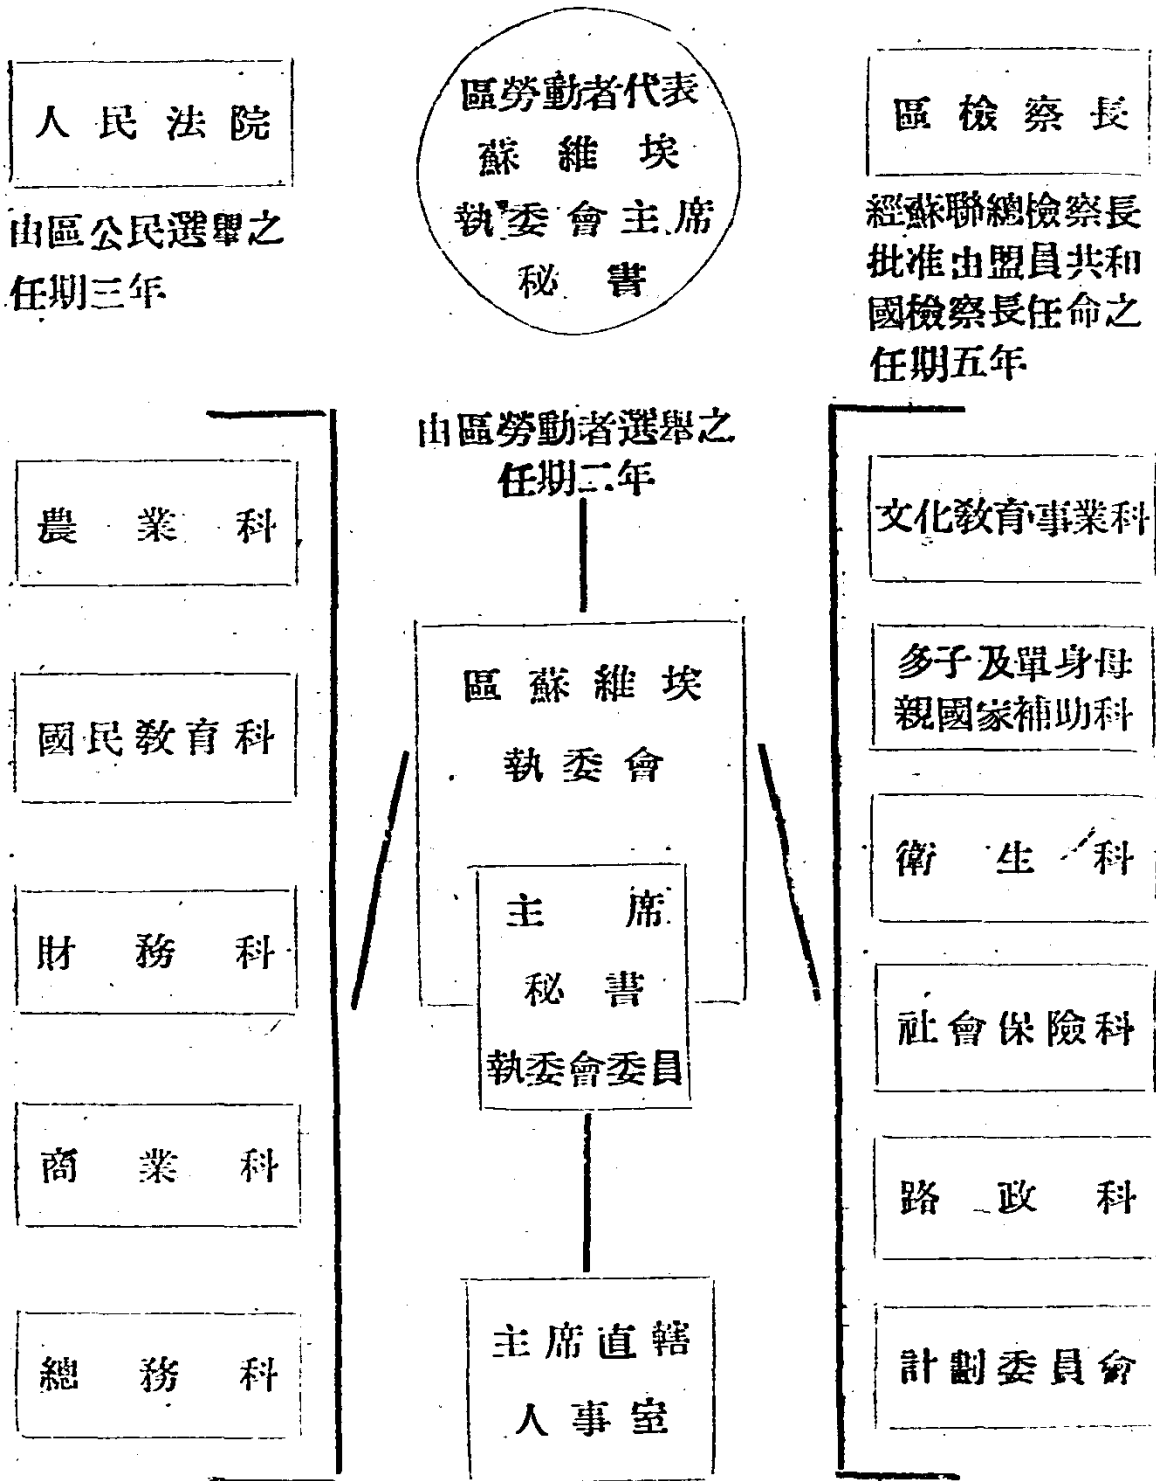 人民法院
由區公民選舉之
任期三年
區勞動者代表
蘇維埃
執委會主席
秘書
由區勞動者選舉之
任期二年
區檢察長
經蘇聯總檢察長
批准由盟員共和
國檢察長任命之
任期五年
農業科
國民教育科
財務科
商業科
總務科
區蘇維埃
執委會
主席
秘書
執委會委員
主席直轄
人事室
文化教育事業科
多子及單身母
親國家補助科
衛生科
社會保險科
路政科
計劃委員會